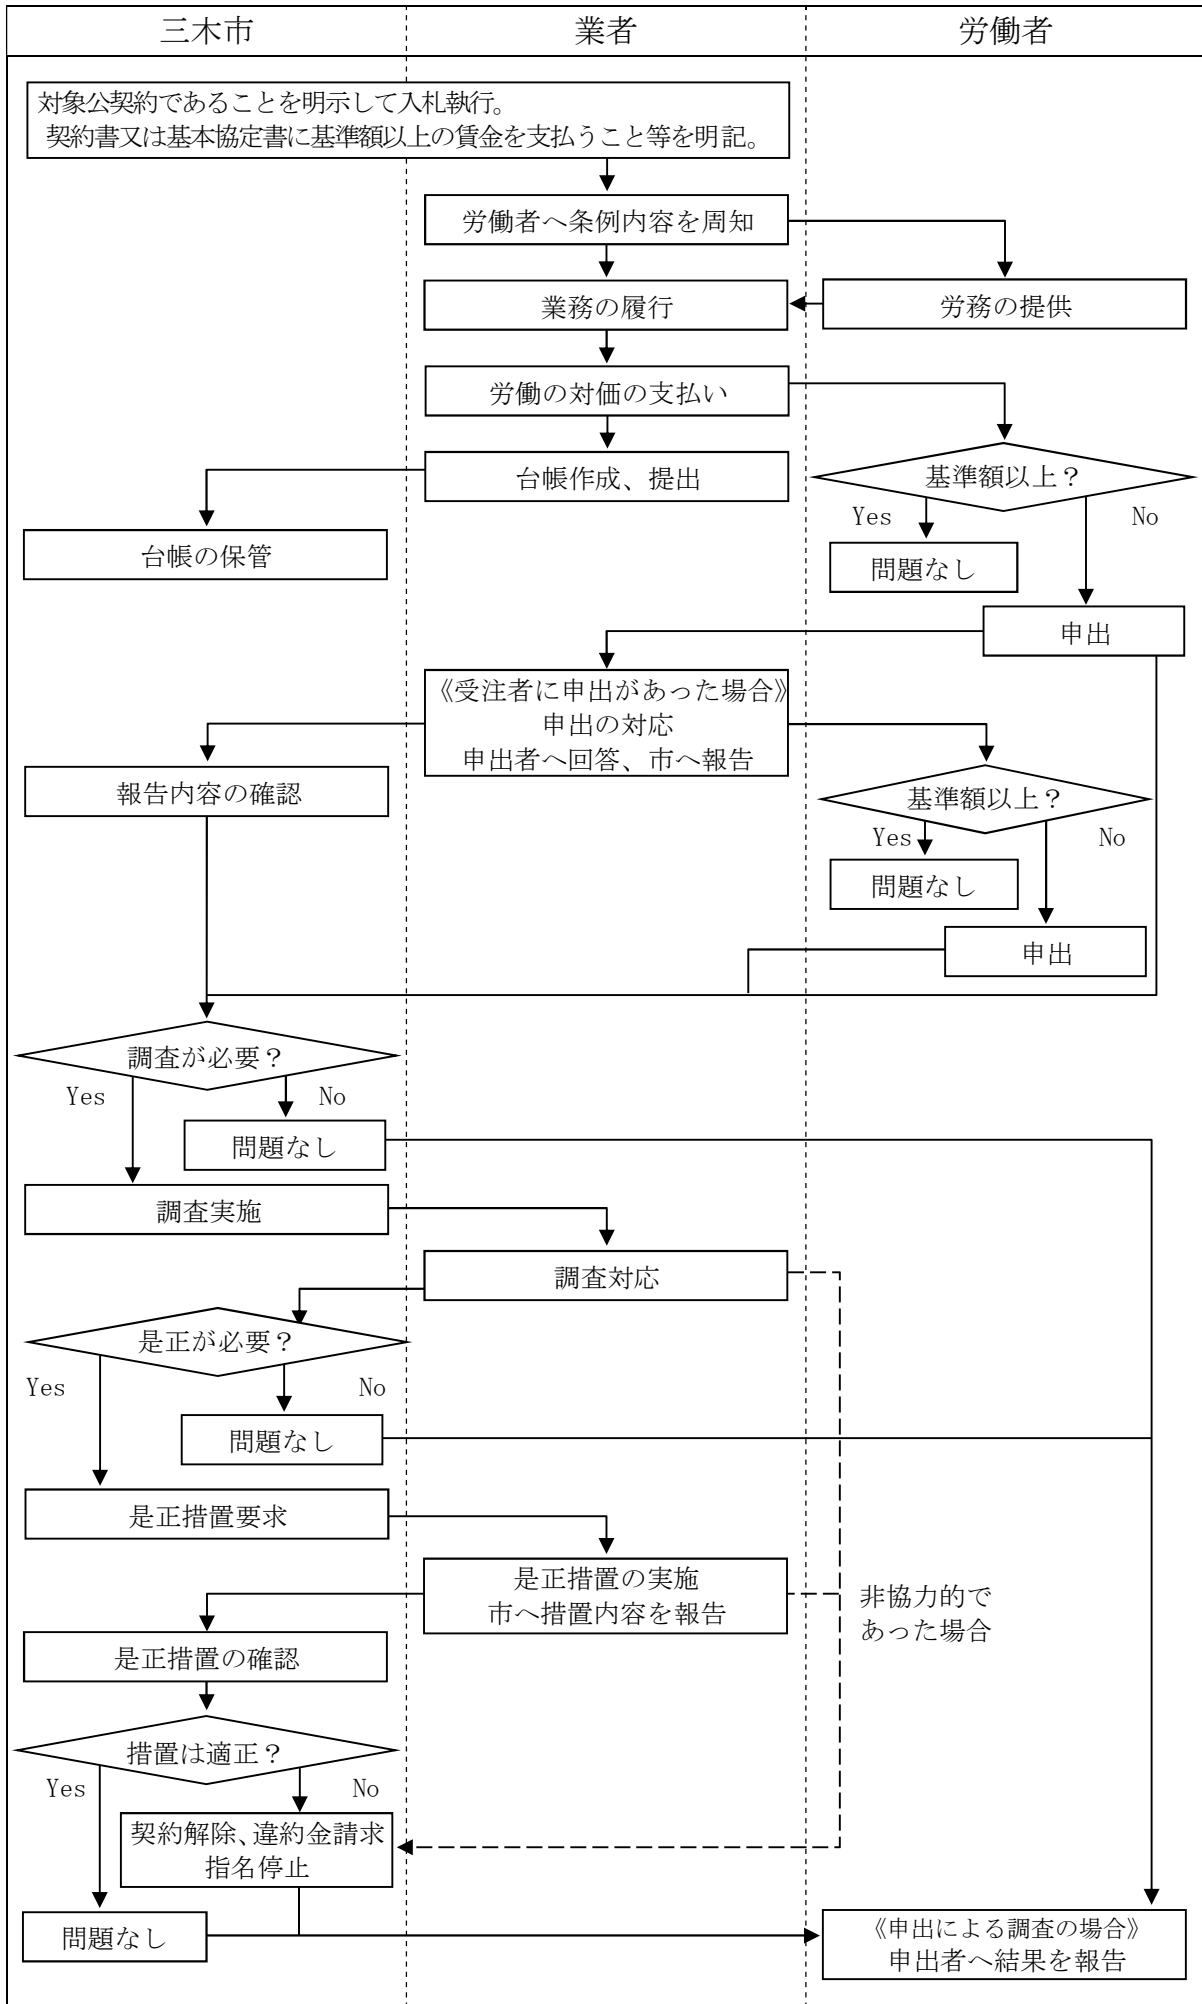 三木市
業者
労働者
対象公契約であることを明示して入札執行。
契約書又は基本協定書に基準額以上の賃金を支払うこと等を明記。
労働者へ条例内容を周知
業務の履行
労務の提供
労働の対価の支払い
台帳作成、提出
基準額以上？
Yes
No
台帳の保管
問題なし
申出
《受注者に申出があった場合》
申出の対応
申出者へ回答、市へ報告
報告内容の確認
基準額以上？
Yes
No
問題なし
申出
調査が必要？
Yes
No
問題なし
調査実施
調査対応
是正が必要？
Yes
No
問題なし
是正措置要求
是正措置の実施
市へ措置内容を報告
非協力的で
あった場合
是正措置の確認
措置は適正？
Yes
No
契約解除、違約金請求
指名停止
問題なし
《申出による調査の場合》
申出者へ結果を報告